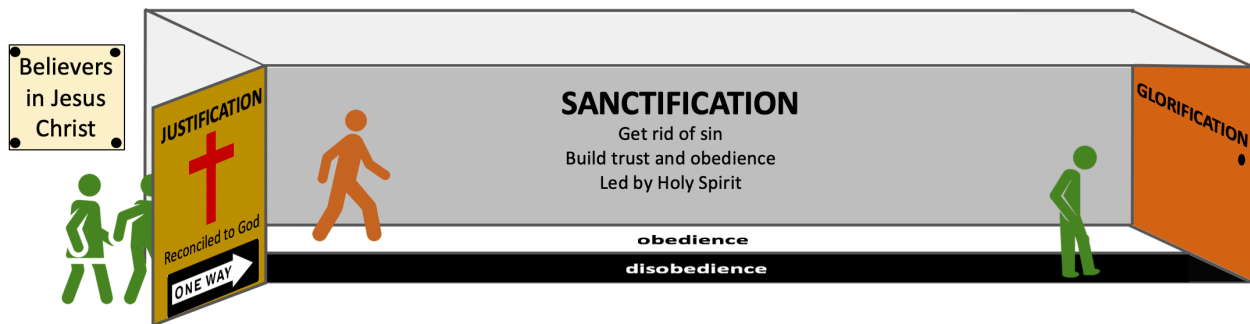 Believers
in Jesus
Christ
JUSTIFICATION
Reconciled to God
ONE WAY
SANCTIFICATION
Get rid of sin
Build trust and obedience
Led by Holy Spirit
obedience
disobedience
GLORIFICATION